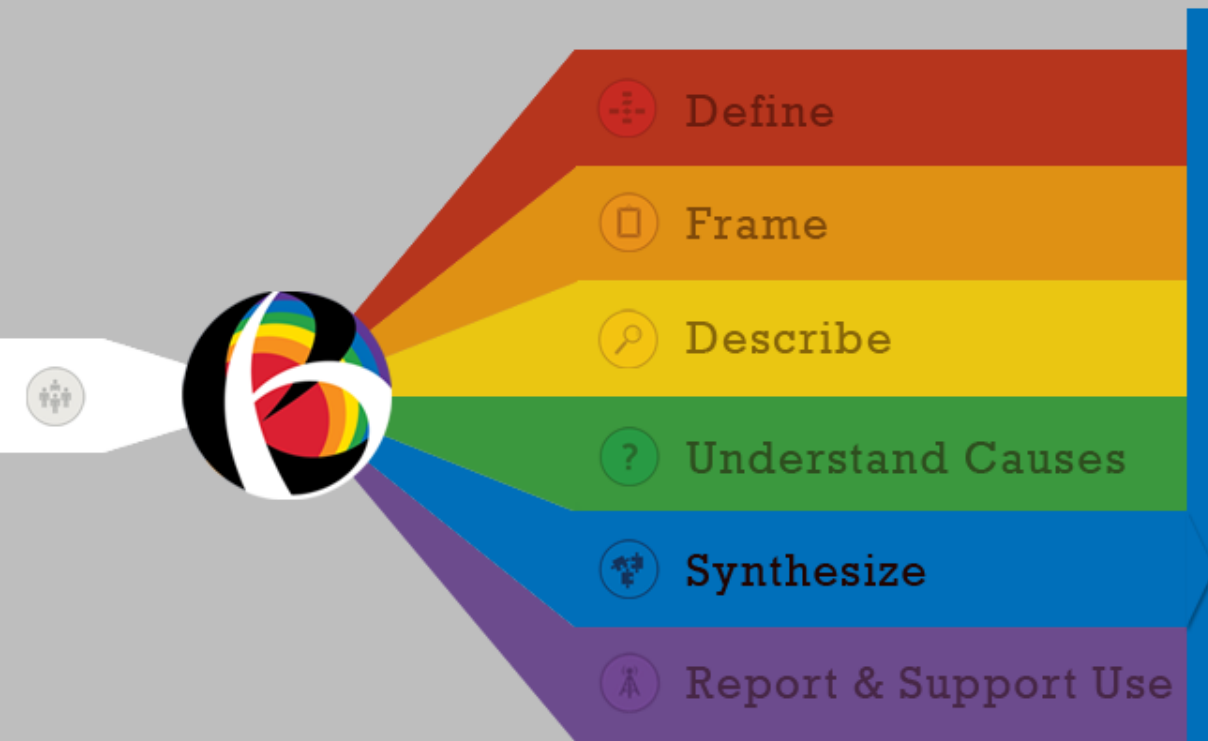 Define
Frame
Describe
? Understand Causes
Synthesize
Report & Support Use